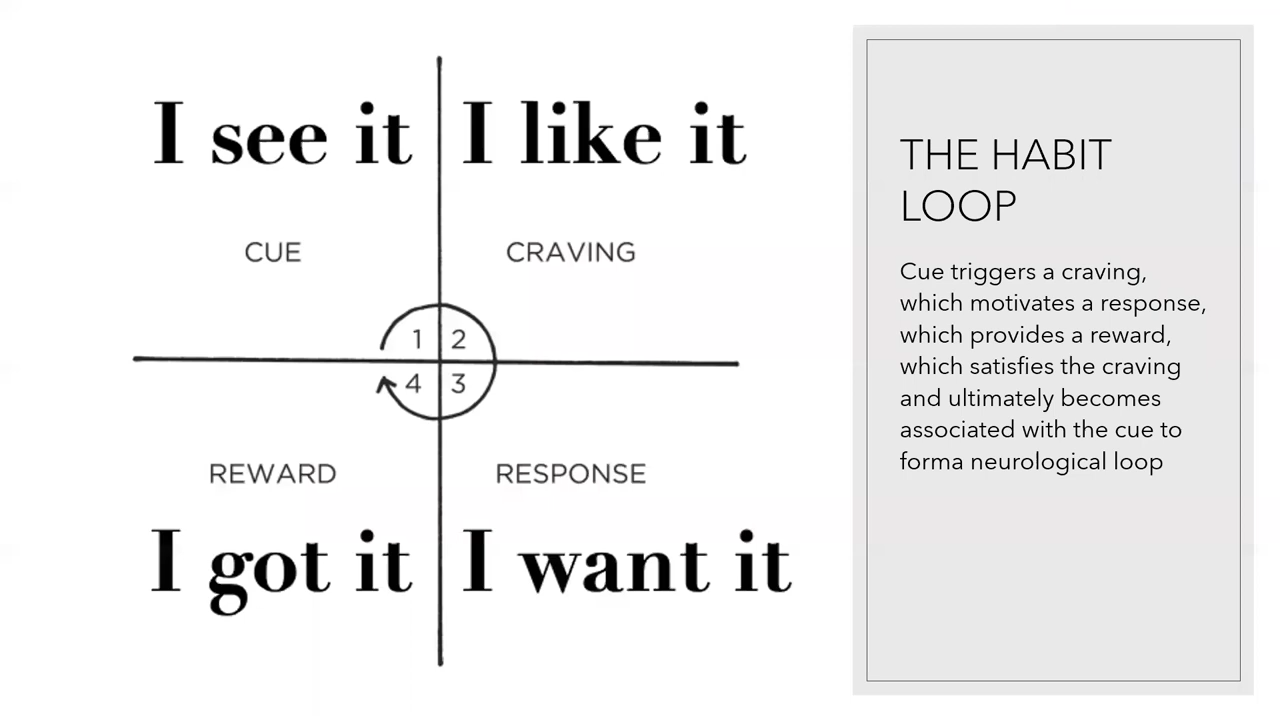 I see it
I like it
CUE
CRAVING
1
2
4
3
REWARD
RESPONSE
I got it
I want it
THE HABIT
LOOP
Cue triggers a craving,
which motivates a response,
which provides a reward,
which satisfies the craving
and ultimately becomes
associated with the cue to
forma neurological loop